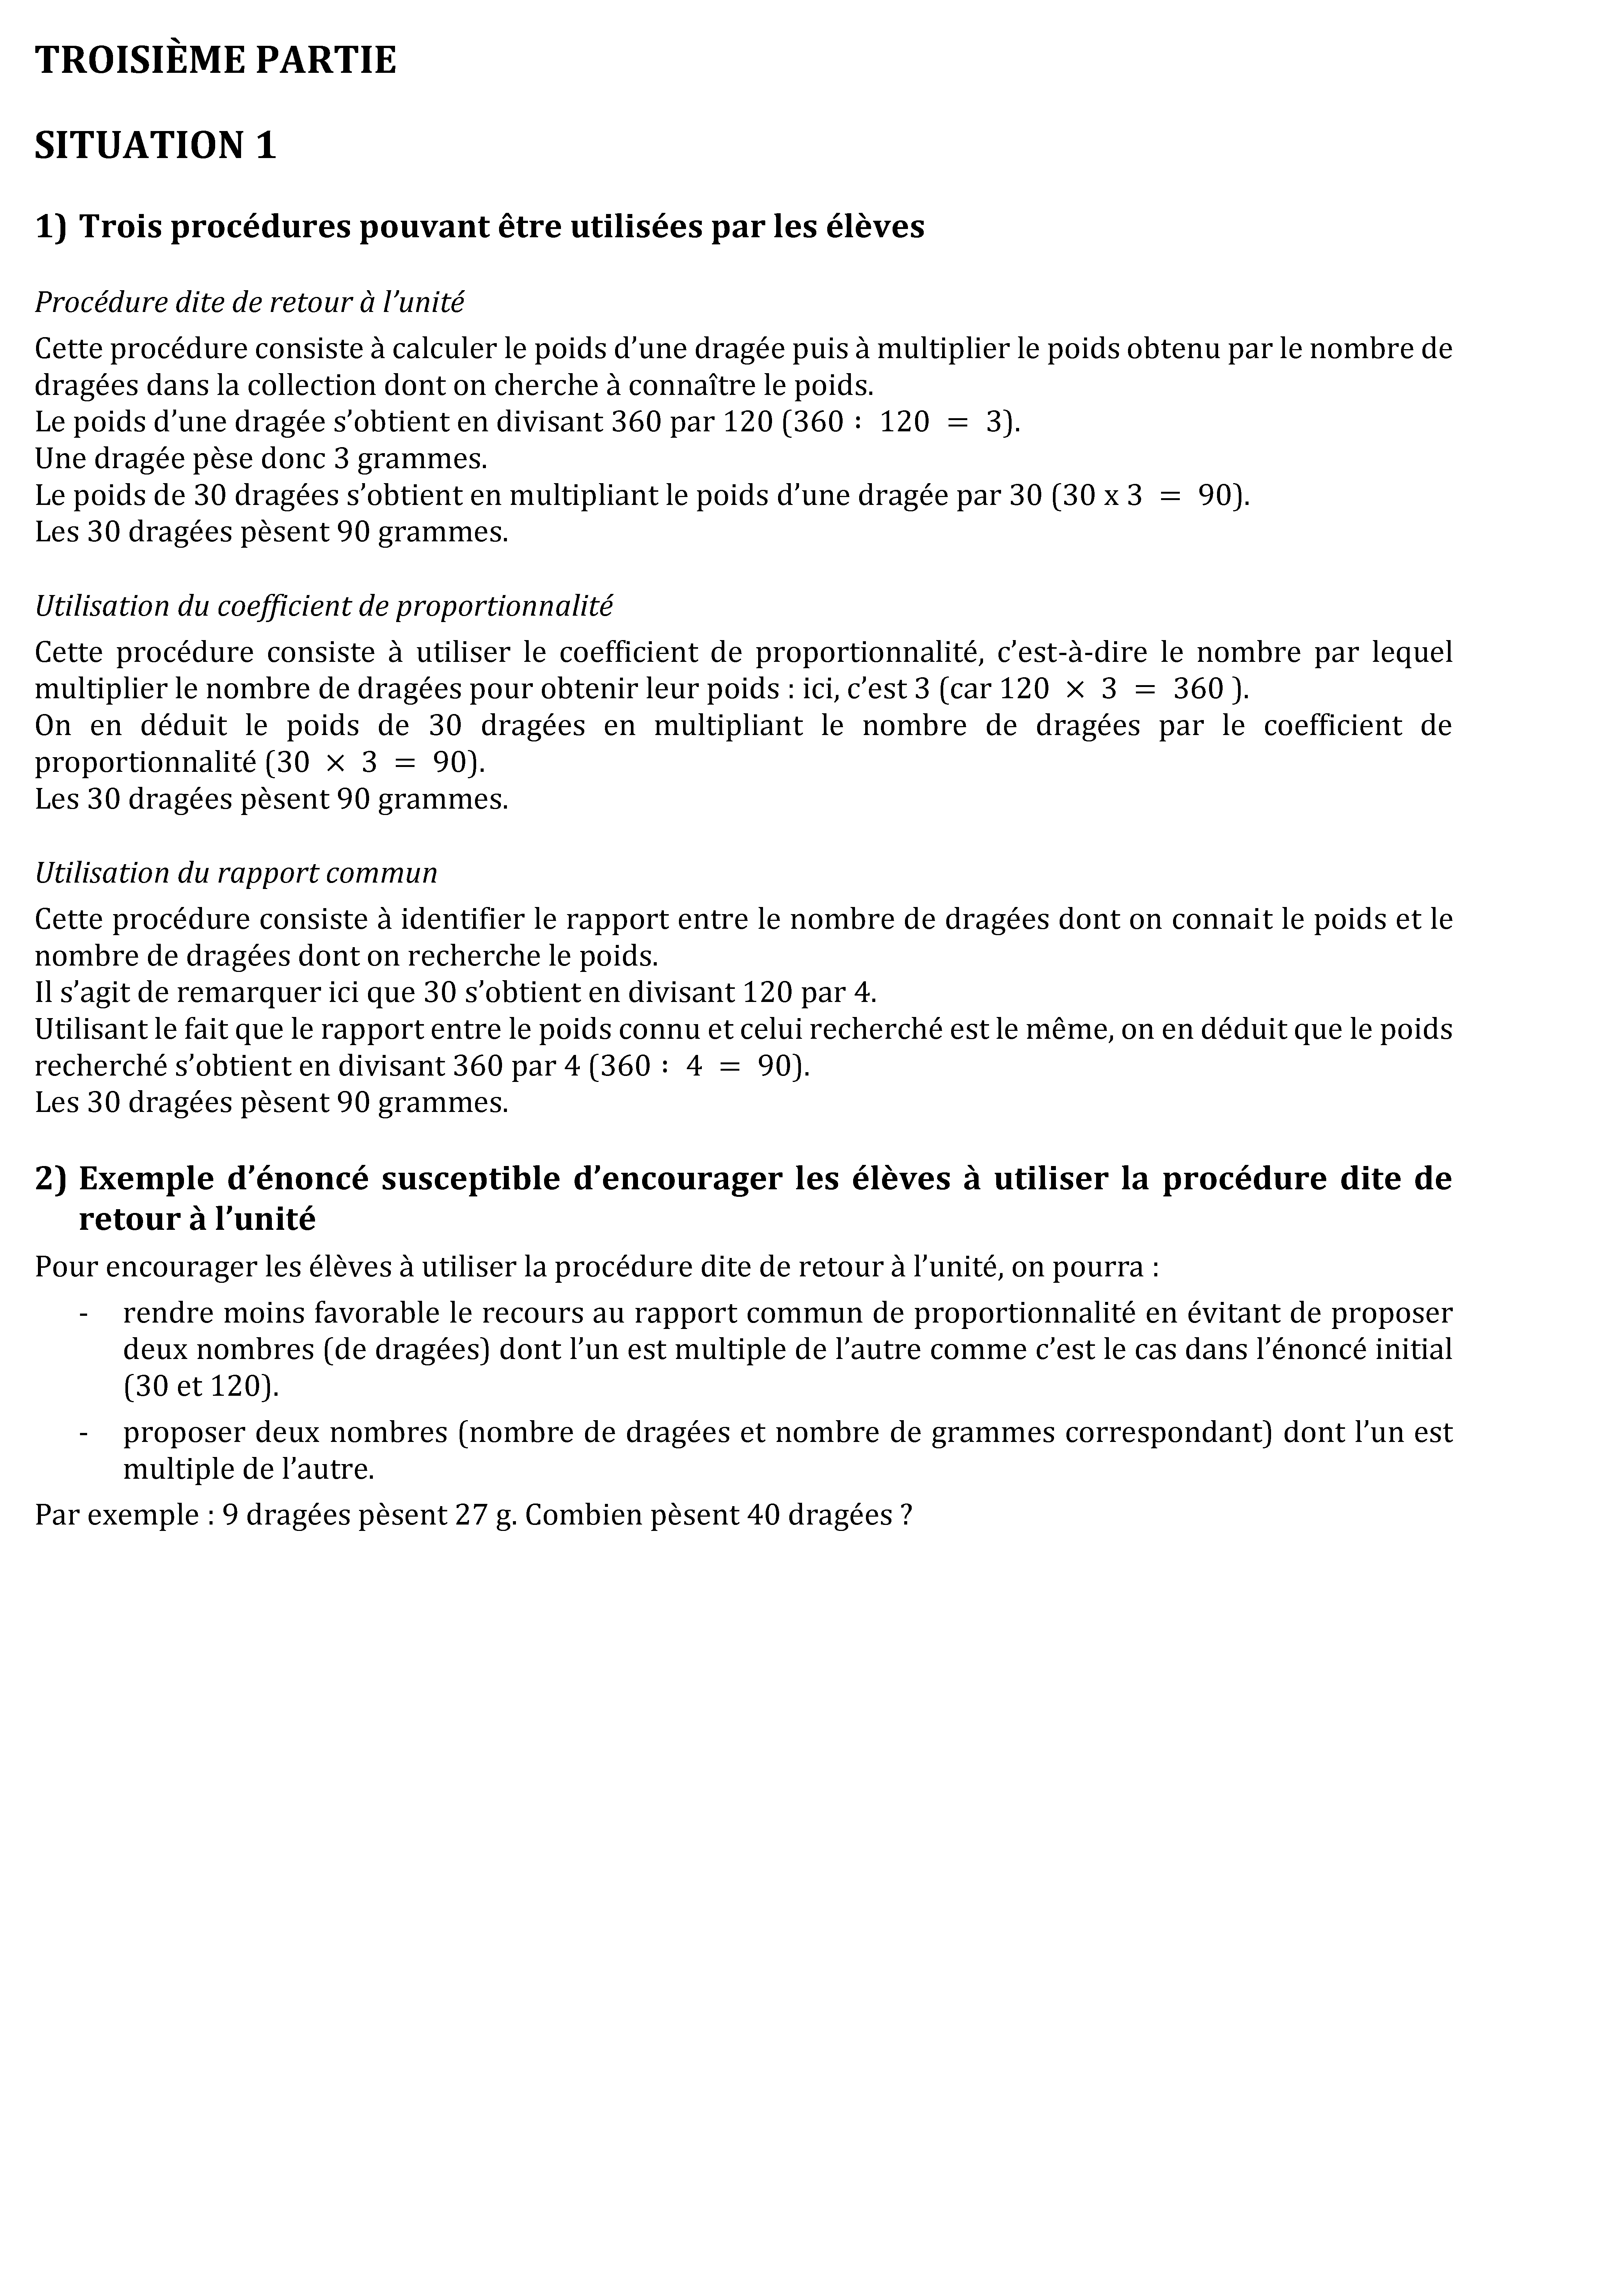 TROISIÈME PARTIE
SITUATION 1
1) Trois procédures pouvant être utilisées par les élèves
Procédure dite de retour à l’unité
Cette procédure consiste à calculer le poids d’une dragée puis à multiplier le poids obtenu par le nombre de
dragées dans la collection dont on cherche à connaître le poids.
Le poids d’une dragée s’obtient en divisant 360 par 120 (360 : 120 = 3).
Une dragée pèse donc 3 grammes.
Le poids de 30 dragées s’obtient en multipliant le poids d’une dragée par 30 (30 x 3 = 90).
Les 30 dragées pèsent 90 grammes.
Utilisation du coefficient de proportionnalité
Cette procédure consiste à utiliser le coefficient de proportionnalité, c’est-à-dire le nombre par lequel
multiplier le nombre de dragées pour obtenir leur poids : ici, c’est 3 (car 120 × 3 = 360 ).
On en déduit le poids de 30 dragées en multipliant le nombre de dragées par le coefficient de
proportionnalité (30 × 3 = 90).
Les 30 dragées pèsent 90 grammes.
Utilisation du rapport commun
Cette procédure consiste à identifier le rapport entre le nombre de dragées dont on connait le poids et le
nombre de dragées dont on recherche le poids.
Il s’agit de remarquer ici que 30 s’obtient en divisant 120 par 4.
Utilisant le fait que le rapport entre le poids connu et celui recherché est le même, on en déduit que le poids
recherché s’obtient en divisant 360 par 4 (360 : 4 = 90).
Les 30 dragées pèsent 90 grammes.
2) Exemple d’énoncé susceptible d’encourager les élèves à utiliser la procédure dite de
retour à l’unité
Pour encourager les élèves à utiliser la procédure dite de retour à l’unité, on pourra :
- rendre moins favorable le recours au rapport commun de proportionnalité en évitant de proposer
deux nombres (de dragées) dont l’un est multiple de l’autre comme c’est le cas dans l’énoncé initial
(30 et 120).
- proposer deux nombres (nombre de dragées et nombre de grammes correspondant) dont l’un est
multiple de l’autre.
Par exemple : 9 dragées pèsent 27 g. Combien pèsent 40 dragées ?